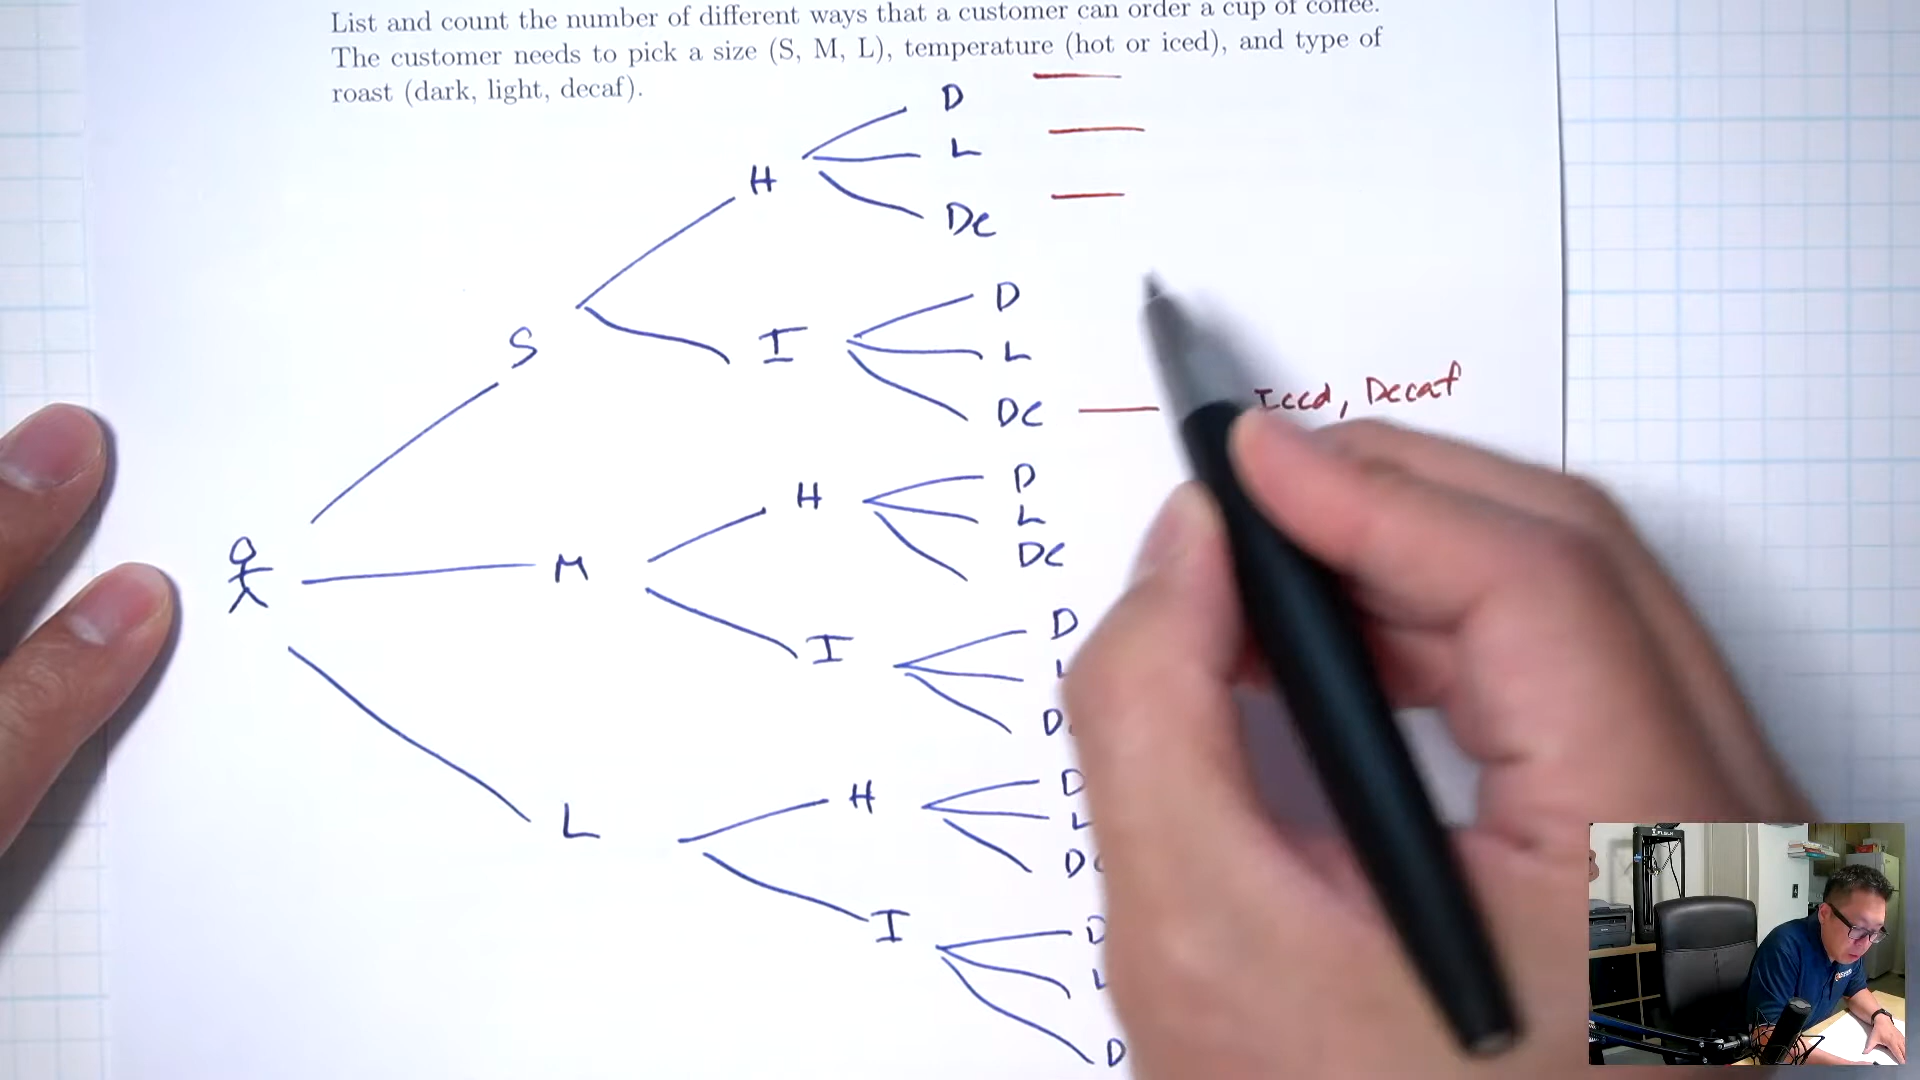 List and count the number of different ways that a customer can order a cup of coffee.
The customer needs to pick a size (S, M, L), temperature (hot or iced), and type of
roast (dark, light, decaf).
D
L
H
DC
D
S
I
L
DC
Iced, Decaf
D
H
L
DC
M
D
I
L
D
D
H
L
L
DC
I
D
L
D